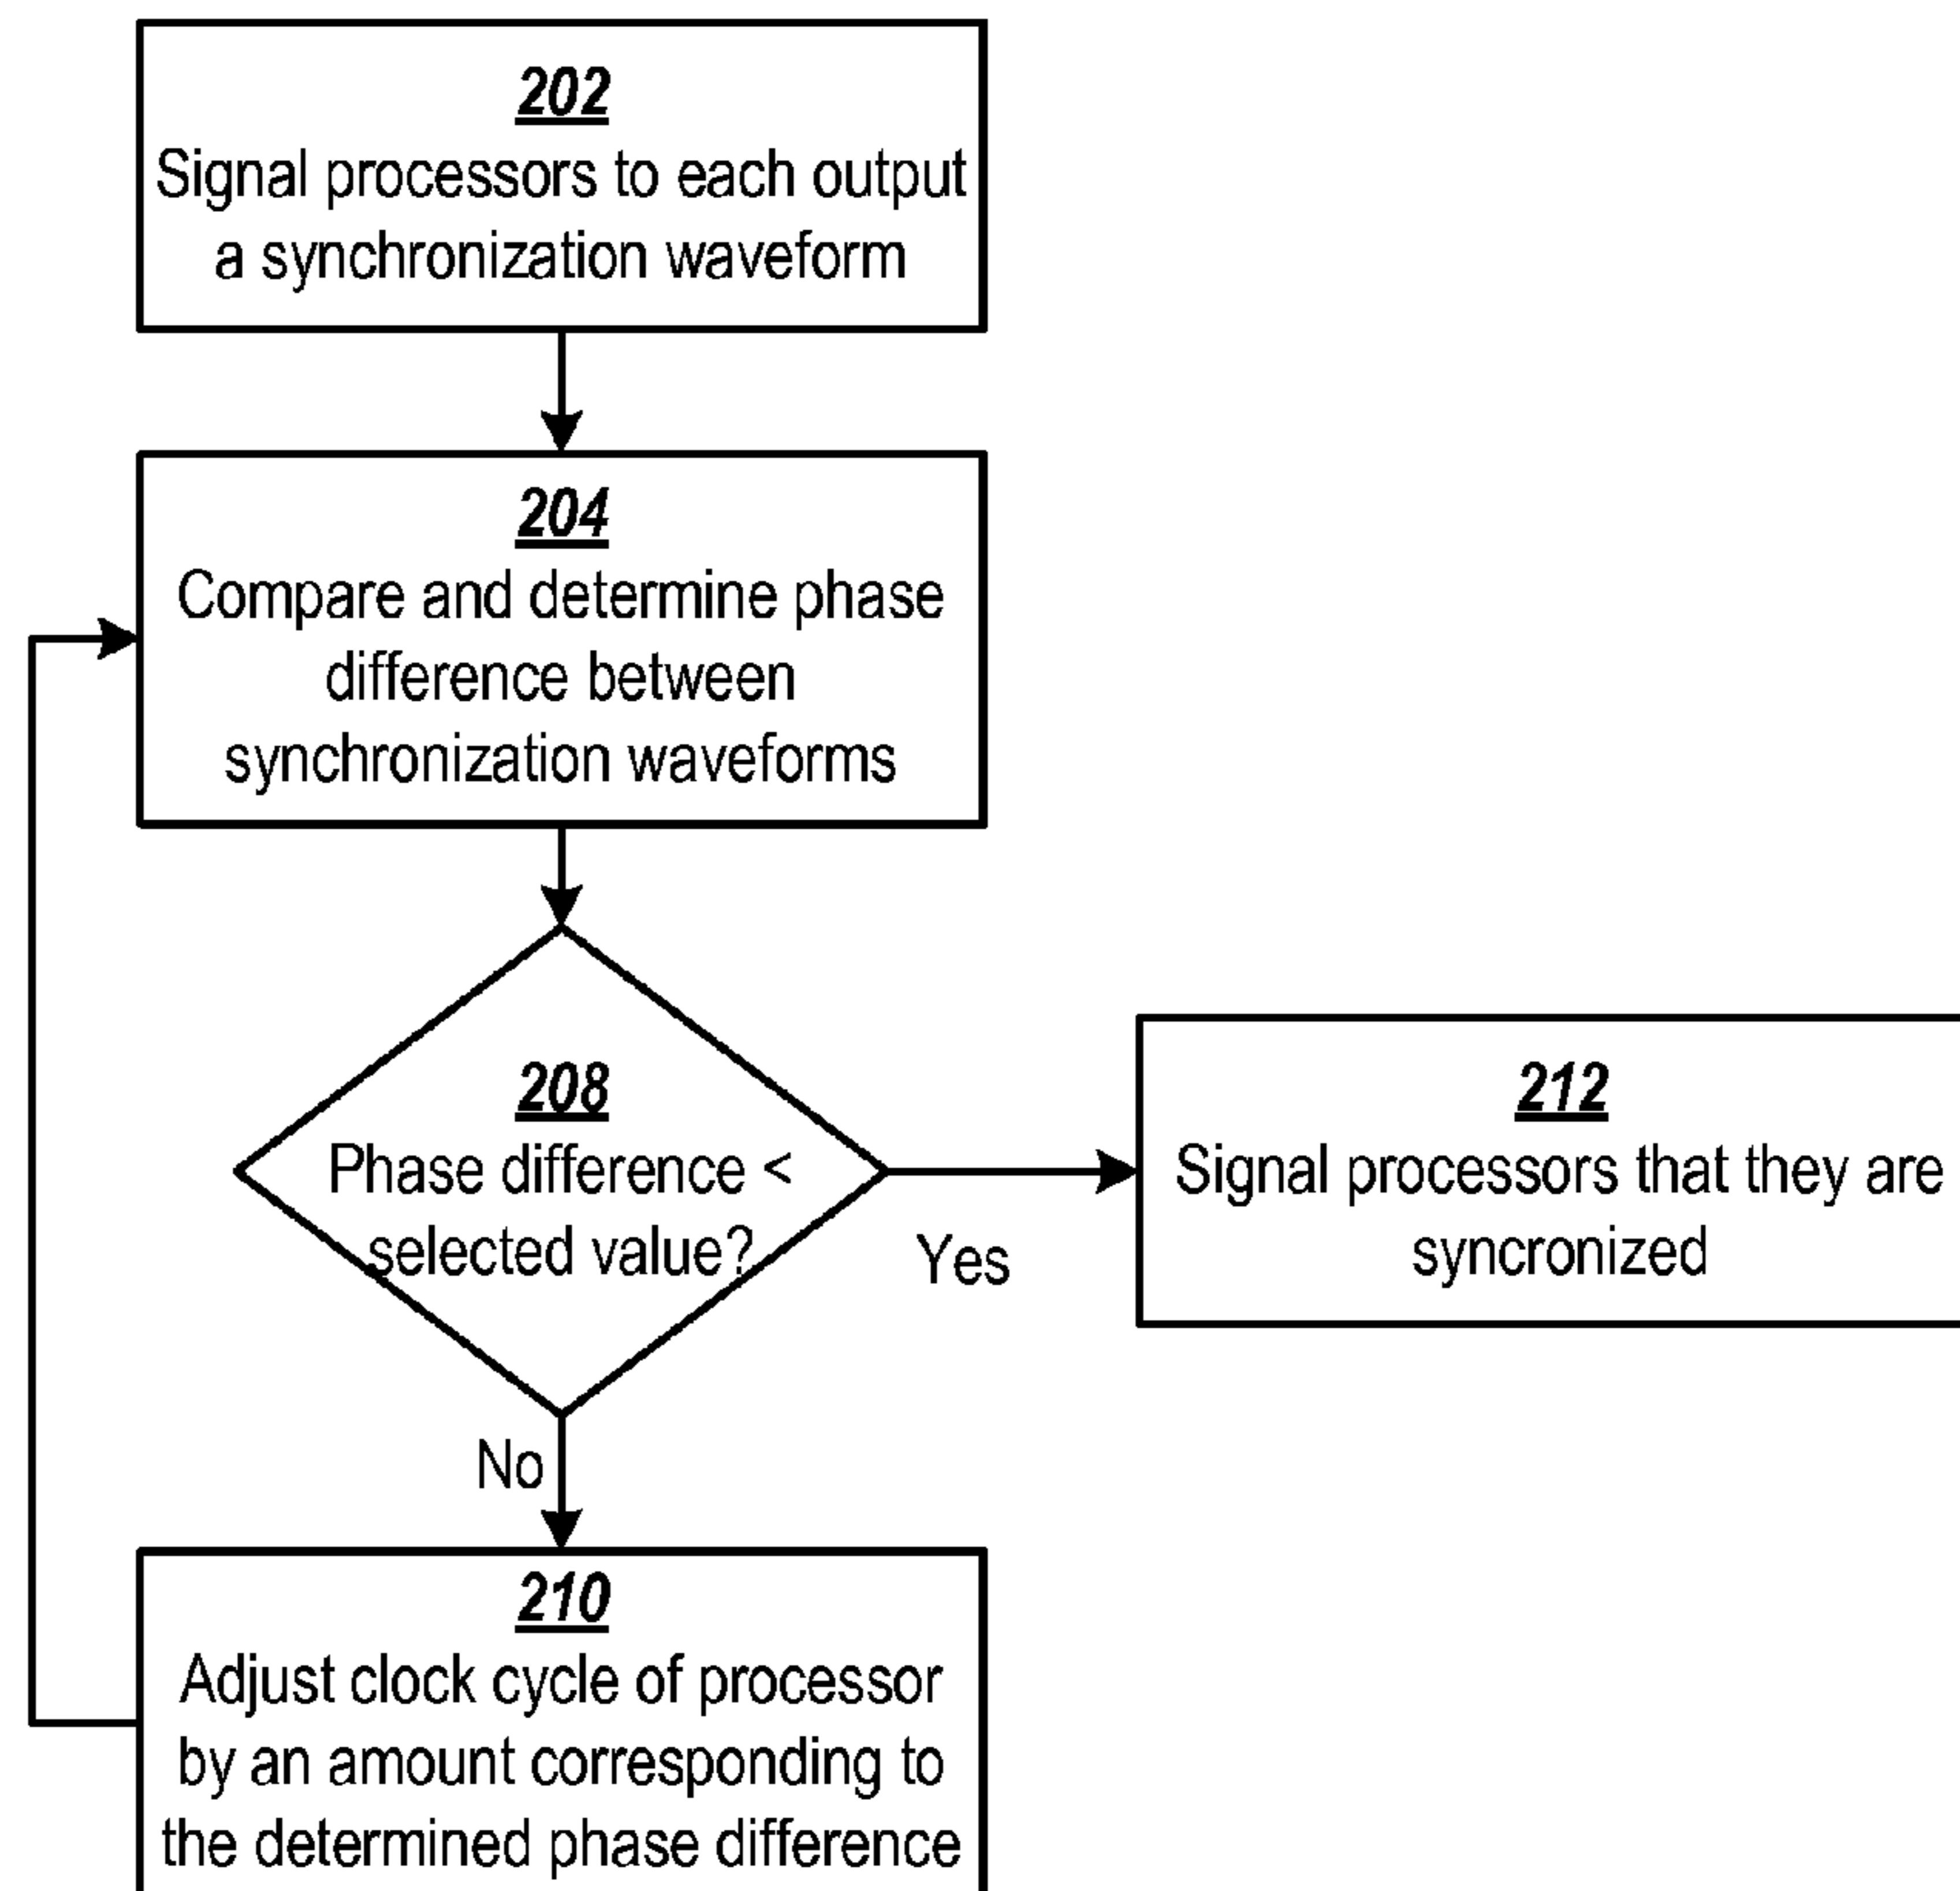 202
Signal processors to each output
a synchronization waveform
204
Compare and determine phase
difference between
synchronization waveforms
208
Phase difference <
selected value?
Yes
212
Signal processors that they are
syncronized
No
210
Adjust clock cycle of processor
by an amount corresponding to
the determined phase difference